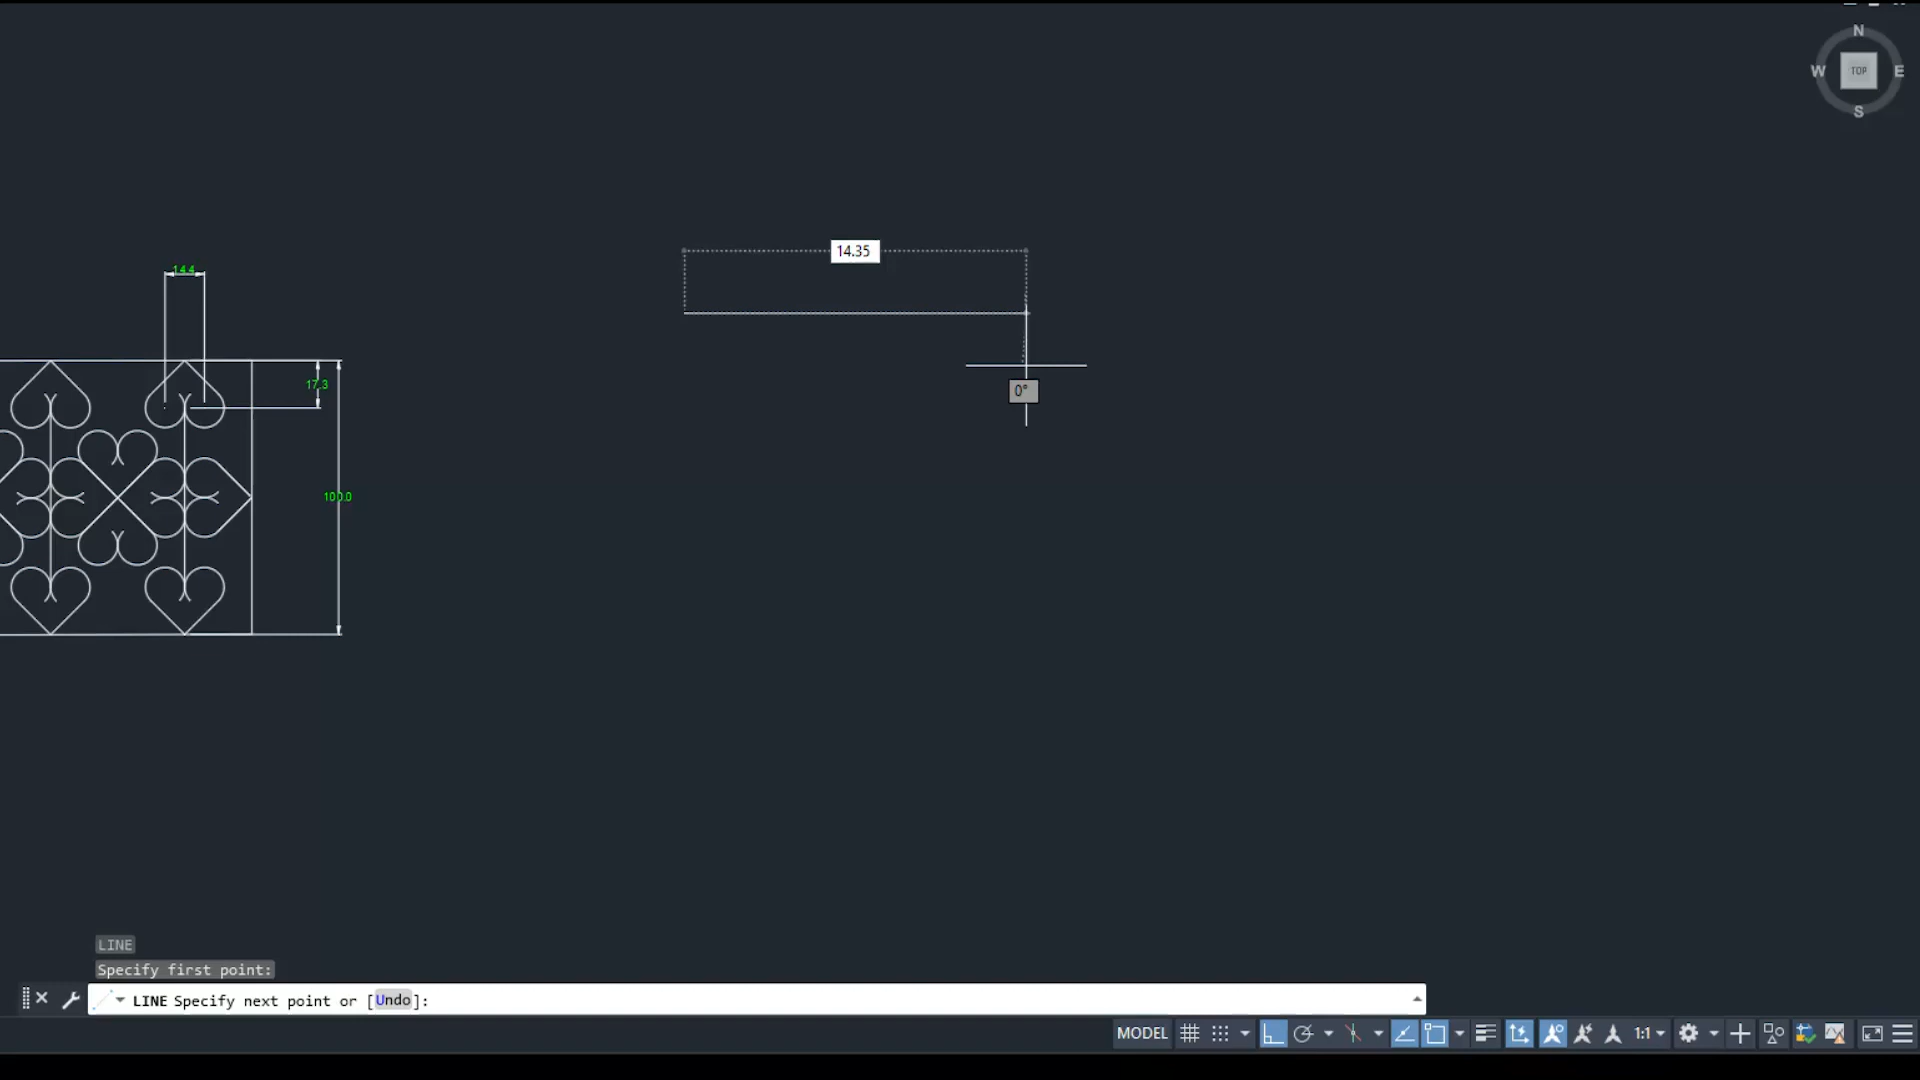 N
W TOP E
S
14.35
14.4
17.3
0°
100.0
LINE
Specify first point:
LINE Specify next point or [Undo]:
MODEL 1:1